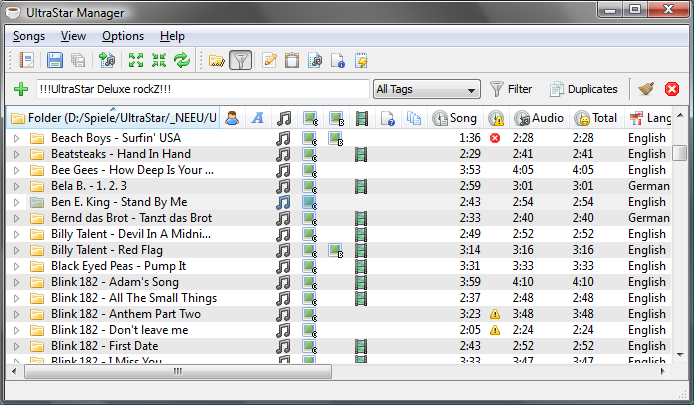 UltraStar Manager
Songs View Options Help
!!!UltraStar Deluxe rockZ!!! All Tags Filter Duplicates
Folder (D:/Spiele/UltraStar/_NEEU/U Song Audio Total Lang
Beach Boys - Surfin' USA 1:36 2:28 2:28 English
Beatsteaks - Hand In Hand 2:29 2:41 2:41 English
Bee Gees - How Deep Is Your ... 3:53 4:05 4:05 English
Bela B. - 1. 2. 3 2:59 3:01 3:01 German
Ben E. King - Stand By Me 2:43 2:54 2:54 English
Bernd das Brot - Tanzt das Brot 2:33 2:40 2:40 German
Billy Talent - Devil In A Midni... 2:49 2:52 2:52 English
Billy Talent - Red Flag 3:14 3:16 3:16 English
Black Eyed Peas - Pump It 3:31 3:33 3:33 English
Blink 182 - Adam's Song 3:59 4:10 4:10 English
Blink 182 - All The Small Things 2:37 2:48 2:48 English
Blink 182 - Anthem Part Two 3:23 3:48 3:48 English
Blink 182 - Don't leave me 2:05 2:24 2:24 English
Blink 182 - First Date 2:43 2:52 2:52 English
Blink 182 - I Miss You 3:33 3:47 3:47 English